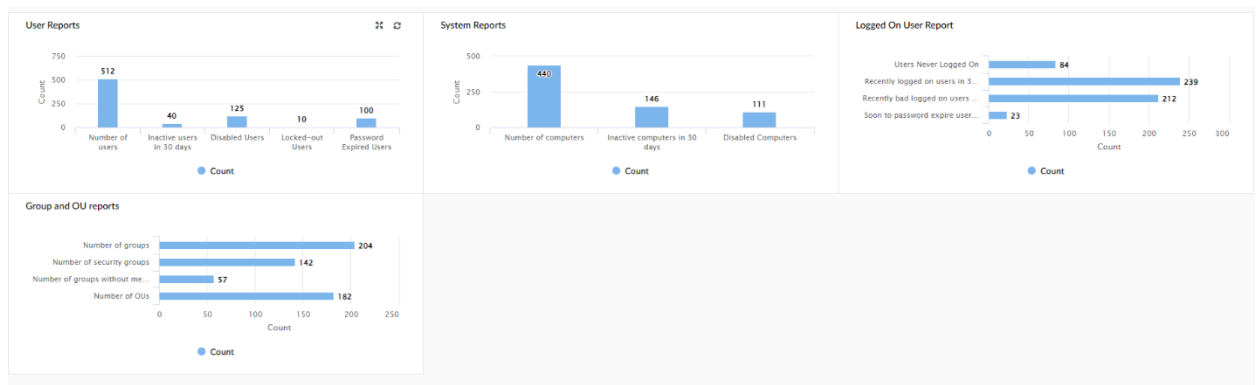 User Reports
750
500
250
0
Count
512
40
125
10
100
Number of
users
Inactive users
in 30 days
Disabled Users
Locked-out
Users
Password
Expired Users
Count
System Reports
500
250
0
Count
440
146
111
Number of computers
Inactive computers in 30
days
Disabled Computers
Count
Logged On User Report
Users Never Logged On
84
Recently logged on users in 3...
239
Recently bad logged on users ...
212
Soon to password expire user...
23
0 50 100 150 200 250 300
Count
Count
Group and OU reports
Number of groups
204
Number of security groups
142
Number of groups without me...
57
Number of OUs
182
0 50 100 150 200 250
Count
Count